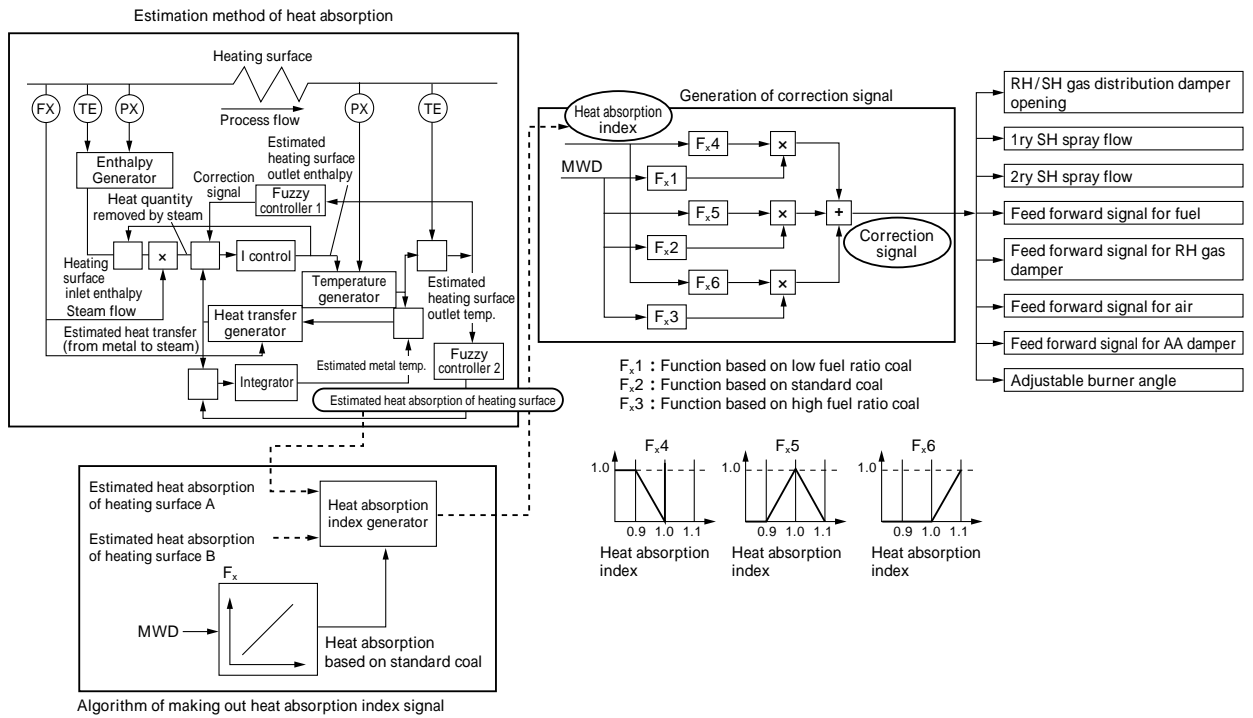 Estimation method of heat absorption
Heating surface
FX
TE
PX
PX
TE
Process flow
Enthalpy
Generator
Estimated
heating surface
outlet enthalpy
Correction
signal
Fuzzy
controller 1
Heat quantity
removed by steam
×
I control
Heating
surface
inlet enthalpy
Steam flow
Temperature
generator
Estimated
heating surface
outlet temp.
Heat transfer
generator
Estimated heat transfer
(from metal to steam)
Estimated metal temp.
Fuzzy
controller 2
Integrator
Estimated heat absorption of heating surface
Estimated heat absorption
of heating surface A
Heat absorption
index generator
Estimated heat absorption
of heating surface B
Fx
MWD
Heat absorption
based on standard coal
Algorithm of making out heat absorption index signal
Generation of correction signal
Heat absorption
index
MWD
Fx4
×
Fx1
Fx5
×
+
Fx2
Correction
signal
Fx6
×
Fx3
Fx1 : Function based on low fuel ratio coal
Fx2 : Function based on standard coal
Fx3 : Function based on high fuel ratio coal
RH/SH gas distribution damper
opening
1ry SH spray flow
2ry SH spray flow
Feed forward signal for fuel
Feed forward signal for RH gas
damper
Feed forward signal for air
Feed forward signal for AA damper
Adjustable burner angle
Fx4
1.0
0.9 1.0 1.1
Heat absorption
index
Fx5
1.0
0.9 1.0 1.1
Heat absorption
index
Fx6
1.0
0.9 1.0 1.1
Heat absorption
index